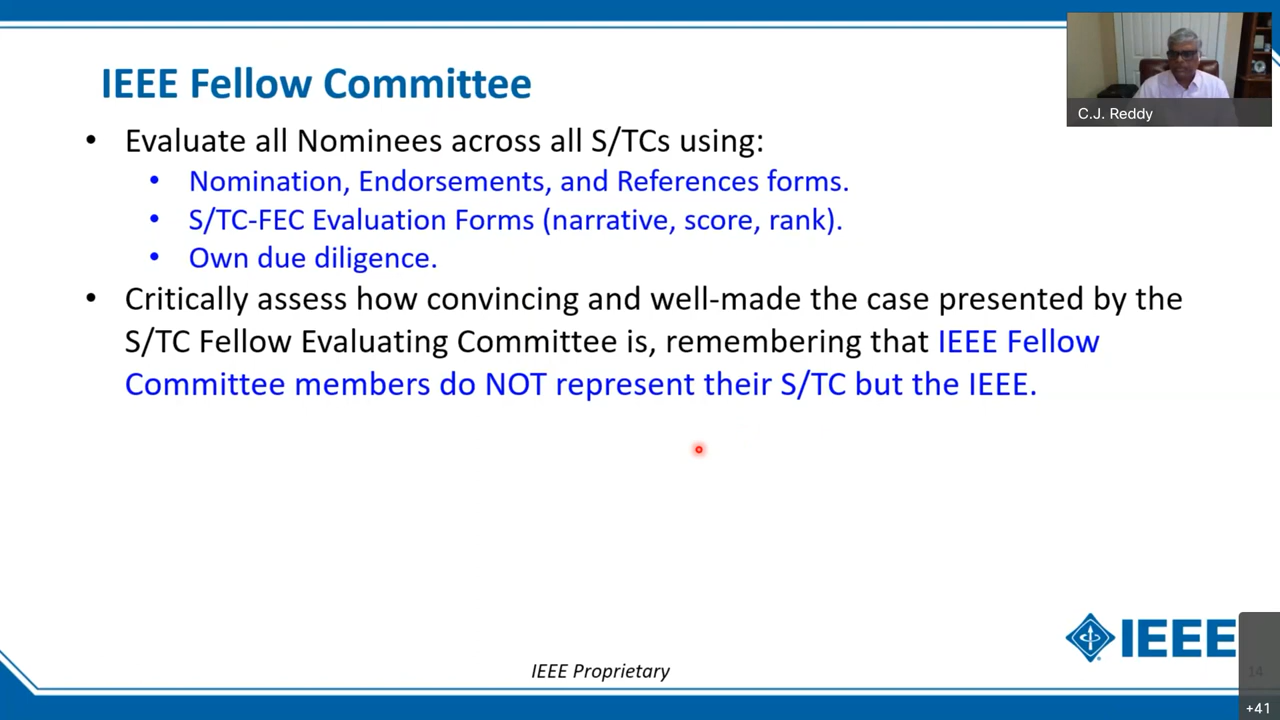 IEEE Fellow Committee
C.J. Reddy
• Evaluate all Nominees across all S/TCs using:
• Nomination, Endorsements, and References forms.
• S/TC-FEC Evaluation Forms (narrative, score, rank).
• Own due diligence.
• Critically assess how convincing and well-made the case presented by the
S/TC Fellow Evaluating Committee is, remembering that IEEE Fellow
Committee members do NOT represent their S/TC but the IEEE.
IEEE
IEEE Proprietary
14
+41